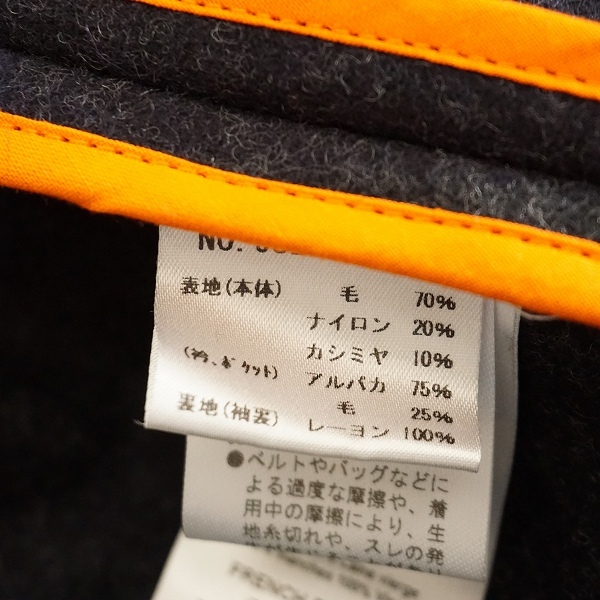 NO.
表地(本体) 毛 70%
ナイロン 20%
カシミヤ 10%
(衿、ポケット) アルパカ 75%
毛 25%
裏地(袖裏) レーヨン 100%
●ベルトやバッグなどに
よる過度な摩擦や、着
用中の摩擦により、生
地糸切れや、スレの発
FRENCH